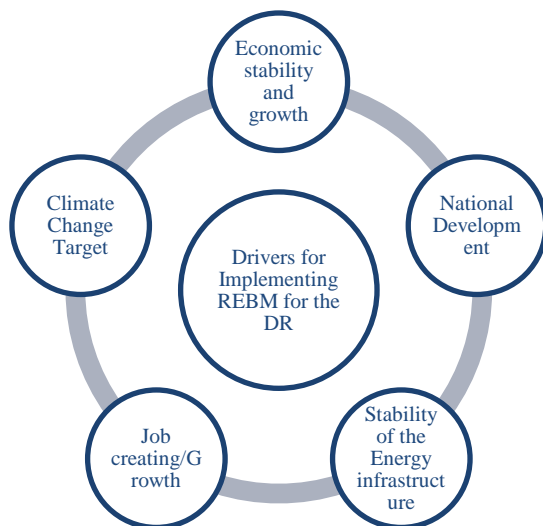 Economic
stability
and
growth
National
Developm
ent
Stability
of the
Energy
infrastruct
ure
Job
creating/G
rowth
Climate
Change
Target
Drivers for
Implementing
REBM for the
DR